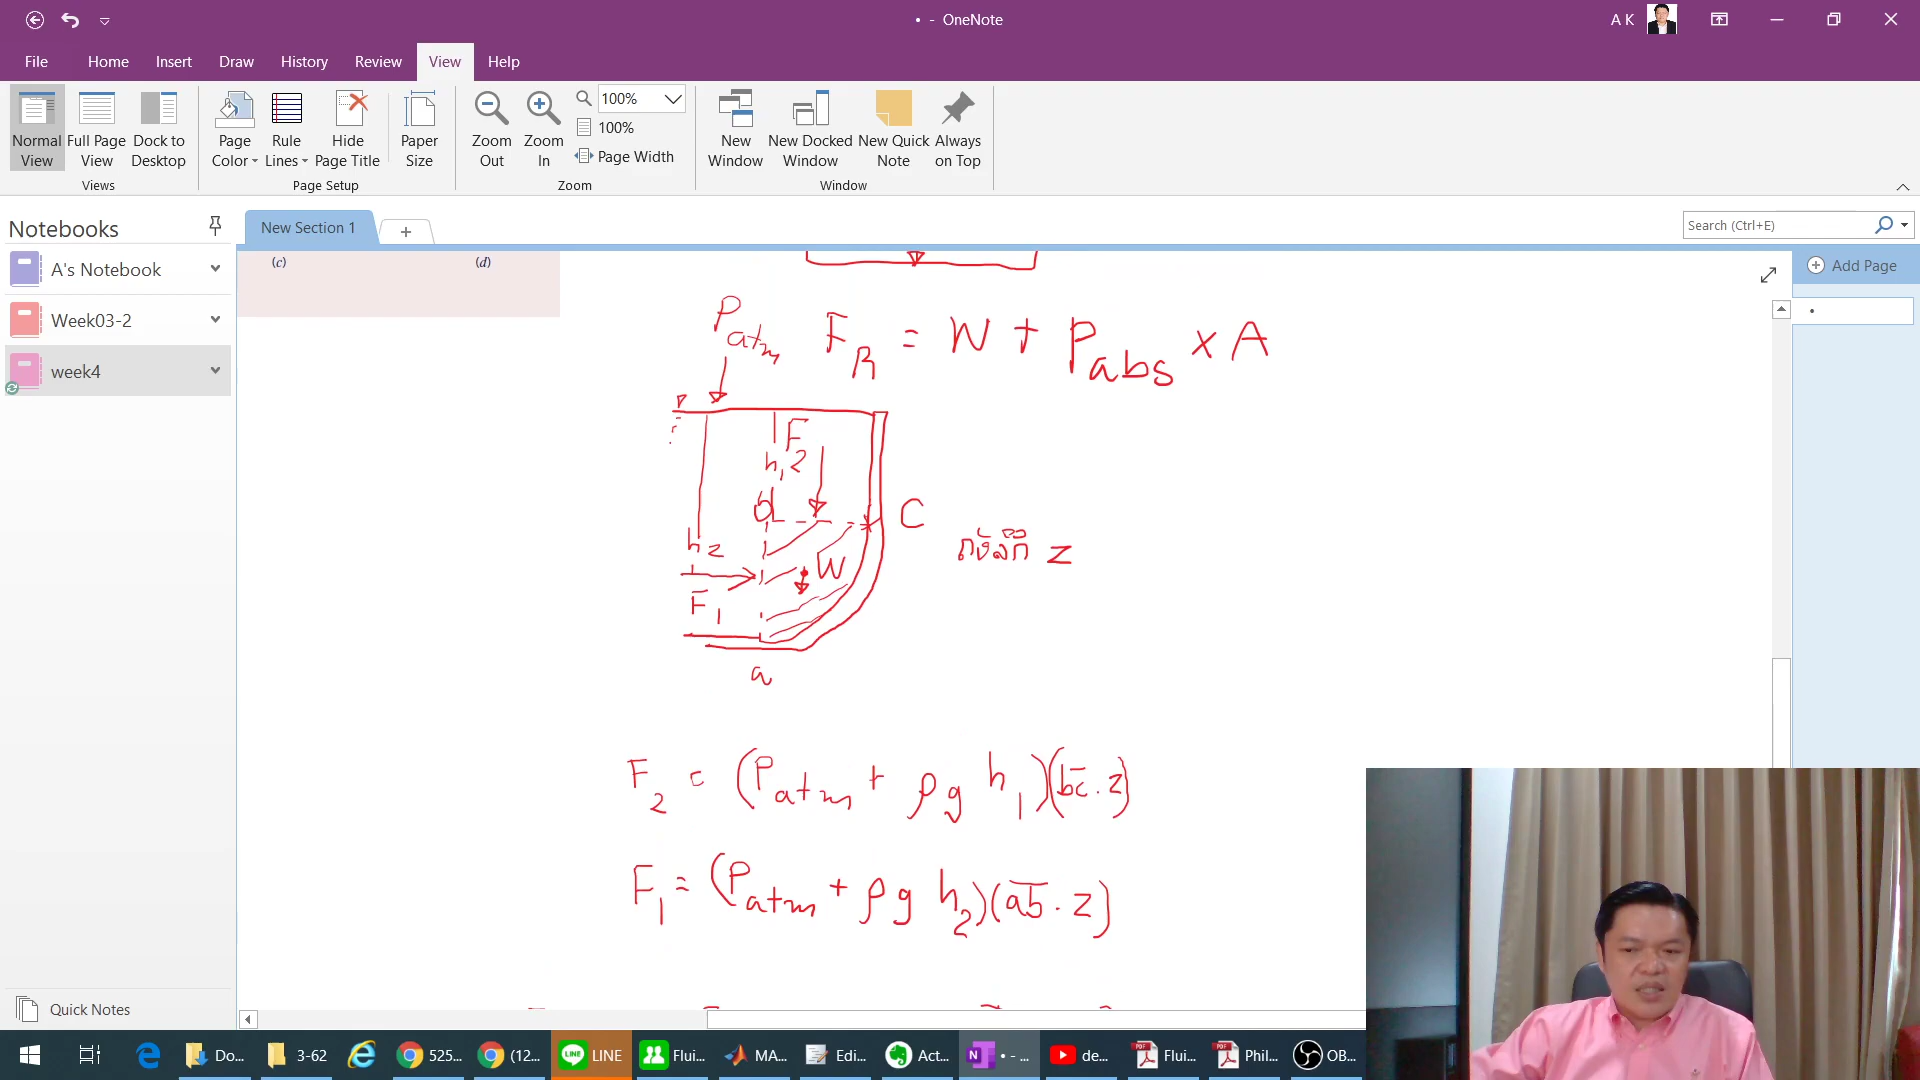 • - OneNote
A K
File Home Insert Draw History Review View Help
Normal View
Full Page View
Dock to Desktop
Views
Page Color
Rule Lines
Hide Page Title
Paper Size
Page Setup
Zoom Out
Zoom In
100%
100%
Page Width
Zoom
New Window
New Docked Window
New Quick Note
Always on Top
Window
Notebooks
New Section 1
+
Search (Ctrl+E)
A's Notebook
Week03-2
week4
Add Page
•
(c) (d)
Patm
F_R = W + Pabs × A
F
h,2
b
C
h2
W
F1
a
z
F2 = (Patm + ρg h1)(bc . z)
F1 = (Patm + ρg h2)(ab . z)
Quick Notes
Do... 3-62 525... (12... LINE Flui... MA... Edi... Act... • - ... de... Flui... Phil... OB...